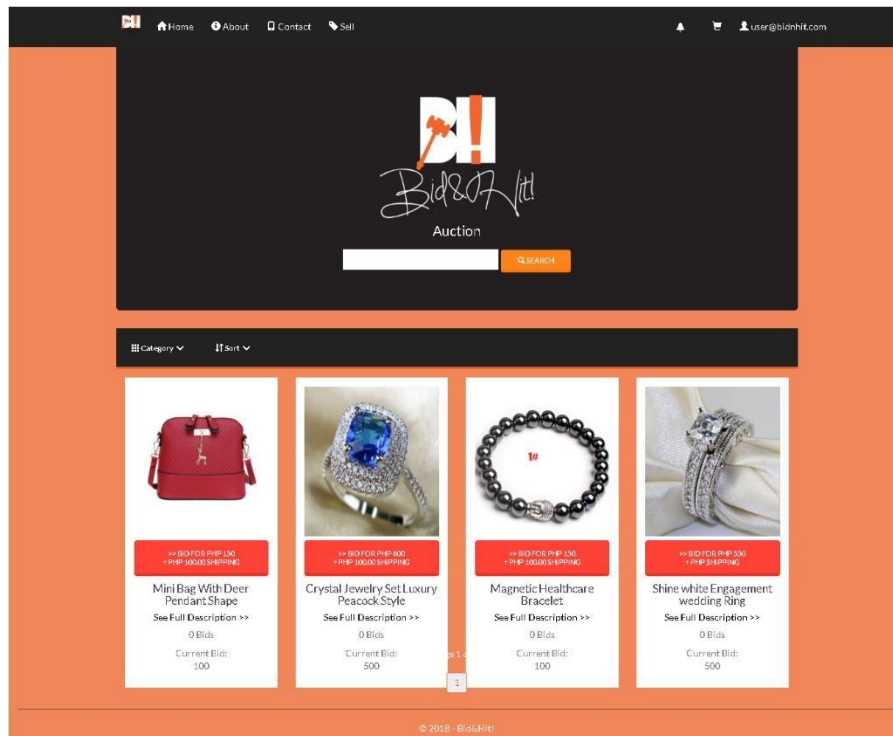 BH!
Home About Contact Sell user@bidnhit.com
BH!
Bid&Hit!
Auction
SEARCH
Category Sort
1#
>> BID FOR PHP 150
+ PHP 100.00 SHIPPING
Mini Bag With Deer
Pendant Shape
See Full Description >>
0 Bids
Current Bid:
100
>> BID FOR PHP 600
+ PHP 100.00 SHIPPING
Crystal Jewelry Set Luxury
Peacock Style
See Full Description >>
0 Bids
Current Bid:
500
>> BID FOR PHP 150
+ PHP 100.00 SHIPPING
Magnetic Healthcare
Bracelet
See Full Description >>
0 Bids
Current Bid:
100
>> BID FOR PHP 550
+ PHP SHIPPING
Shine white Engagement
wedding Ring
See Full Description >>
0 Bids
Current Bid:
500
1
© 2018 - Bid&Hit!